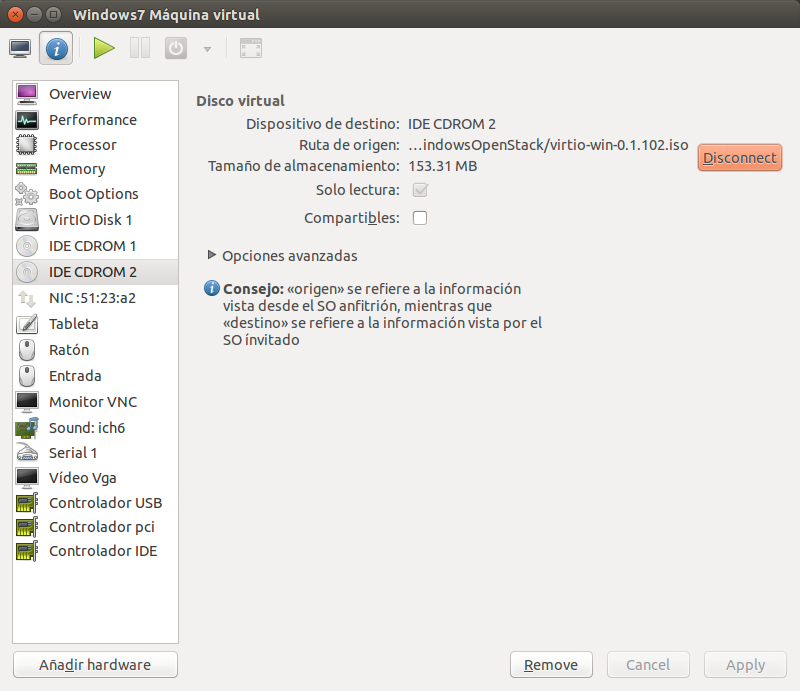 Windows7 Máquina virtual
Overview
Performance
Processor
Memory
Boot Options
VirtIO Disk 1
IDE CDROM 1
IDE CDROM 2
NIC :51:23:a2
Tableta
Ratón
Entrada
Monitor VNC
Sound: ich6
Serial 1
Vídeo Vga
Controlador USB
Controlador pci
Controlador IDE
Añadir hardware
Disco virtual
Dispositivo de destino: IDE CDROM 2
Ruta de origen: …indowsOpenStack/virtio-win-0.1.102.iso
Disconnect
Tamaño de almacenamiento: 153.31 MB
Solo lectura:
Compartibles:
Opciones avanzadas
Consejo: «origen» se refiere a la información
vista desde el SO anfitrión, mientras que
«destino» se refiere a la información vista por el
SO ínvitado
Remove
Cancel
Apply